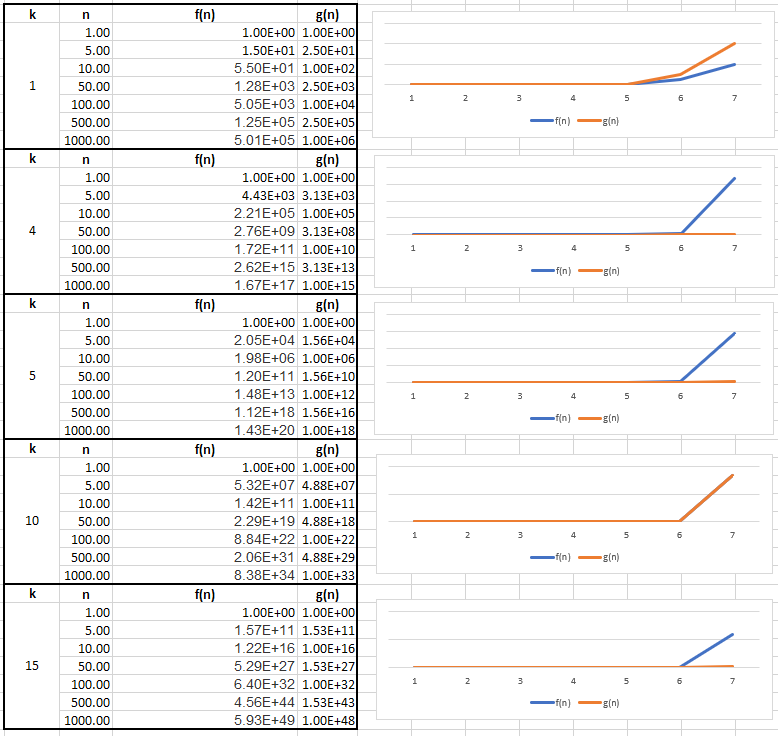 k n f(n) g(n)
1.00 1.00E+00 1.00E+00
5.00 1.50E+01 2.50E+01
10.00 5.50E+01 1.00E+02
1 50.00 1.28E+03 2.50E+03
100.00 5.05E+03 1.00E+04
500.00 1.25E+05 2.50E+05
1000.00 5.01E+05 1.00E+06
1 2 3 4 5 6 7
f(n) g(n)
k n f(n) g(n)
1.00 1.00E+00 1.00E+00
5.00 4.43E+03 3.13E+03
10.00 2.21E+05 1.00E+05
4 50.00 2.76E+09 3.13E+08
100.00 1.72E+11 1.00E+10
500.00 2.62E+15 3.13E+13
1000.00 1.67E+17 1.00E+15
1 2 3 4 5 6 7
f(n) g(n)
k n f(n) g(n)
1.00 1.00E+00 1.00E+00
5.00 2.05E+04 1.56E+04
10.00 1.98E+06 1.00E+06
5 50.00 1.20E+11 1.56E+10
100.00 1.48E+13 1.00E+12
500.00 1.12E+18 1.56E+16
1000.00 1.43E+20 1.00E+18
1 2 3 4 5 6 7
f(n) g(n)
k n f(n) g(n)
1.00 1.00E+00 1.00E+00
5.00 5.32E+07 4.88E+07
10.00 1.42E+11 1.00E+11
10 50.00 2.29E+19 4.88E+18
100.00 8.84E+22 1.00E+22
500.00 2.06E+31 4.88E+29
1000.00 8.38E+34 1.00E+33
1 2 3 4 5 6 7
f(n) g(n)
k n f(n) g(n)
1.00 1.00E+00 1.00E+00
5.00 1.57E+11 1.53E+11
10.00 1.22E+16 1.00E+16
15 50.00 5.29E+27 1.53E+27
100.00 6.40E+32 1.00E+32
500.00 4.56E+44 1.53E+43
1000.00 5.93E+49 1.00E+48
1 2 3 4 5 6 7
f(n) g(n)